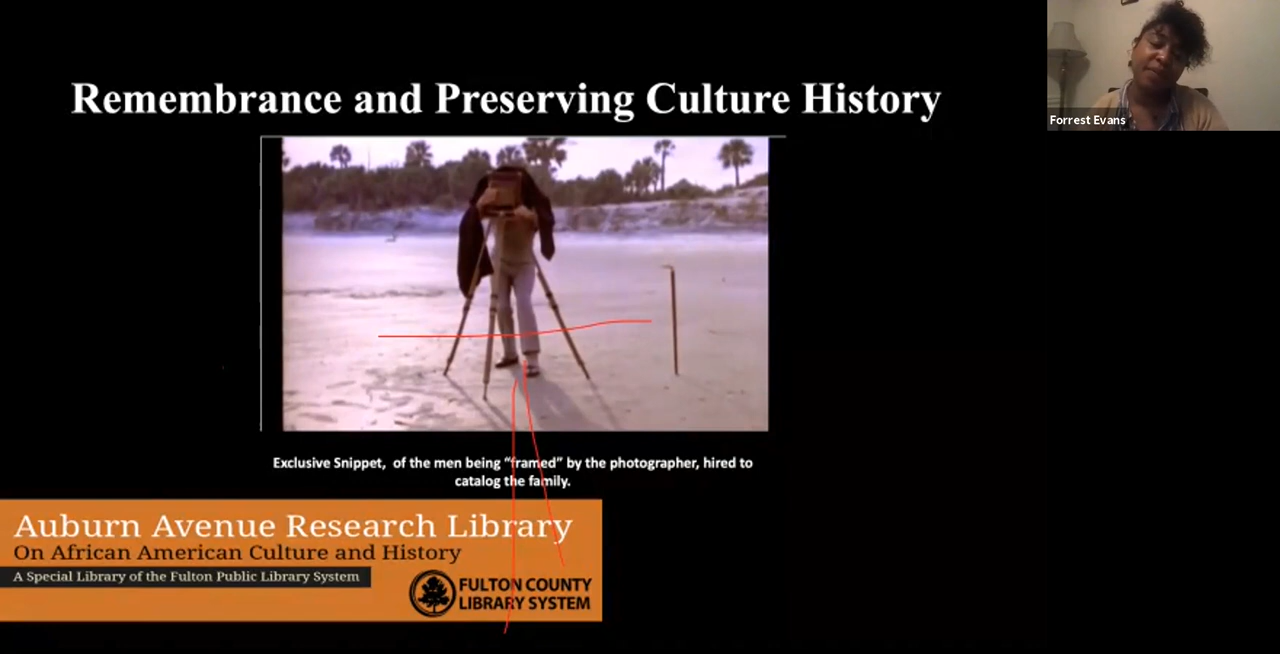 Remembrance and Preserving Culture History
Forrest Evans
Exclusive Snippet, of the men being “framed” by the photographer, hired to
catalog the family.
Auburn Avenue Research Library
On African American Culture and History
A Special Library of the Fulton Public Library System
FULTON COUNTY
LIBRARY SYSTEM